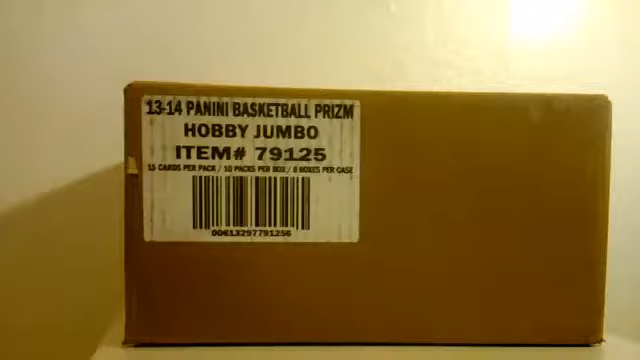 13-14 PANINI BASKETBALL PRIZM
HOBBY JUMBO
ITEM# 79125
15 CARDS PER PACK / 10 PACKS PER BOX / 8 BOXES PER CASE
00613297791256